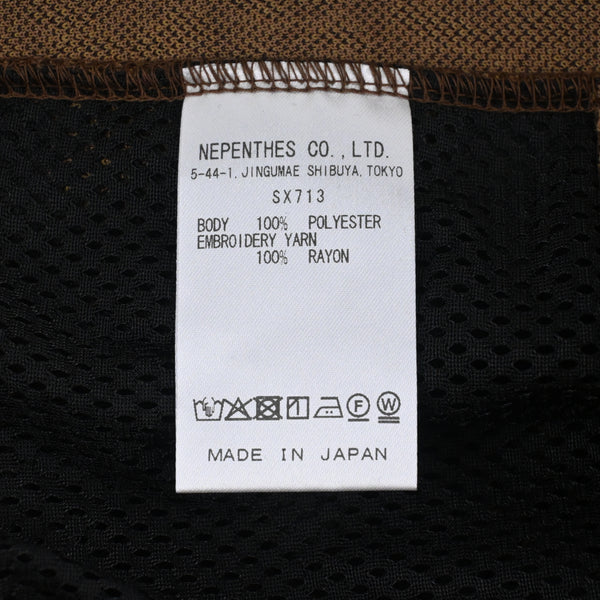 NEPENTHES CO.,LTD.
5-44-1, JINGUMAE SHIBUYA, TOKYO
SX713
BODY 100% POLYESTER
EMBROIDERY YARN
100% RAYON
F W
MADE IN JAPAN